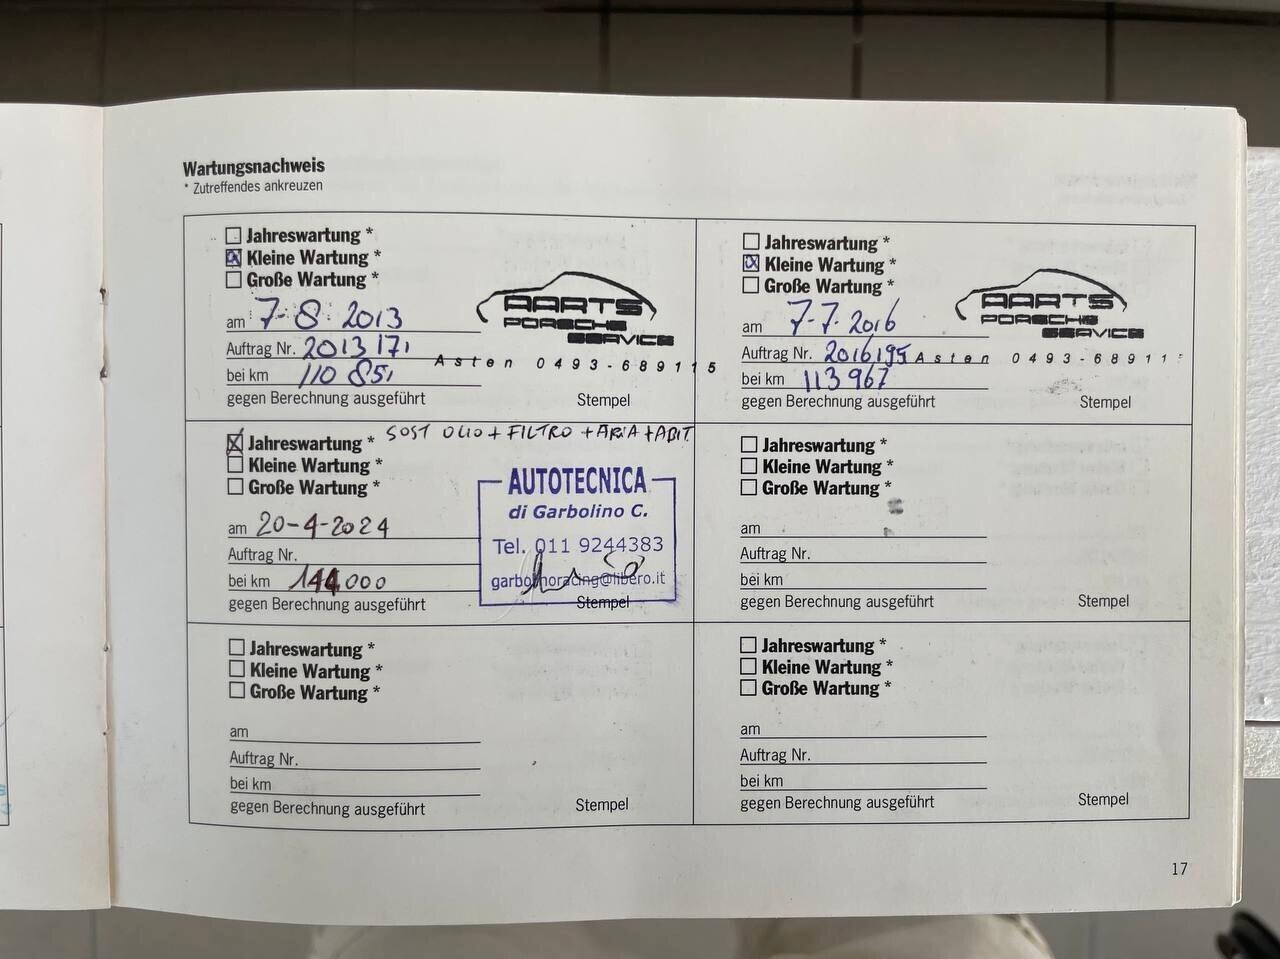 Wartungsnachweis
* Zutreffendes ankreuzen
Jahreswartung *
Kleine Wartung *
Große Wartung *
AARTS
PORSCHE
SERVICE
am 7-8-2013
Auftrag Nr. 2013171
Asten 0493-689115
bei km 110 851
gegen Berechnung ausgeführt
Stempel
Jahreswartung *
Kleine Wartung *
Große Wartung *
AARTS
PORSCHE
SERVICE
am 7-7-2016
Auftrag Nr. 2016195
Asten 0493-68911
bei km 113967
gegen Berechnung ausgeführt
Stempel
Jahreswartung * SOST OLIO + FILTRO + ARIA + ABIT
Kleine Wartung *
Große Wartung *
AUTOTECNICA
di Garbolino C.
Tel. 011 9244383
garbolinoracing@libero.it
am 20-4-2024
Auftrag Nr.
bei km 144000
gegen Berechnung ausgeführt
Stempel
Jahreswartung *
Kleine Wartung *
Große Wartung *
am
Auftrag Nr.
bei km
gegen Berechnung ausgeführt
Stempel
Jahreswartung *
Kleine Wartung *
Große Wartung *
am
Auftrag Nr.
bei km
gegen Berechnung ausgeführt
Stempel
Jahreswartung *
Kleine Wartung *
Große Wartung *
am
Auftrag Nr.
bei km
gegen Berechnung ausgeführt
Stempel
17